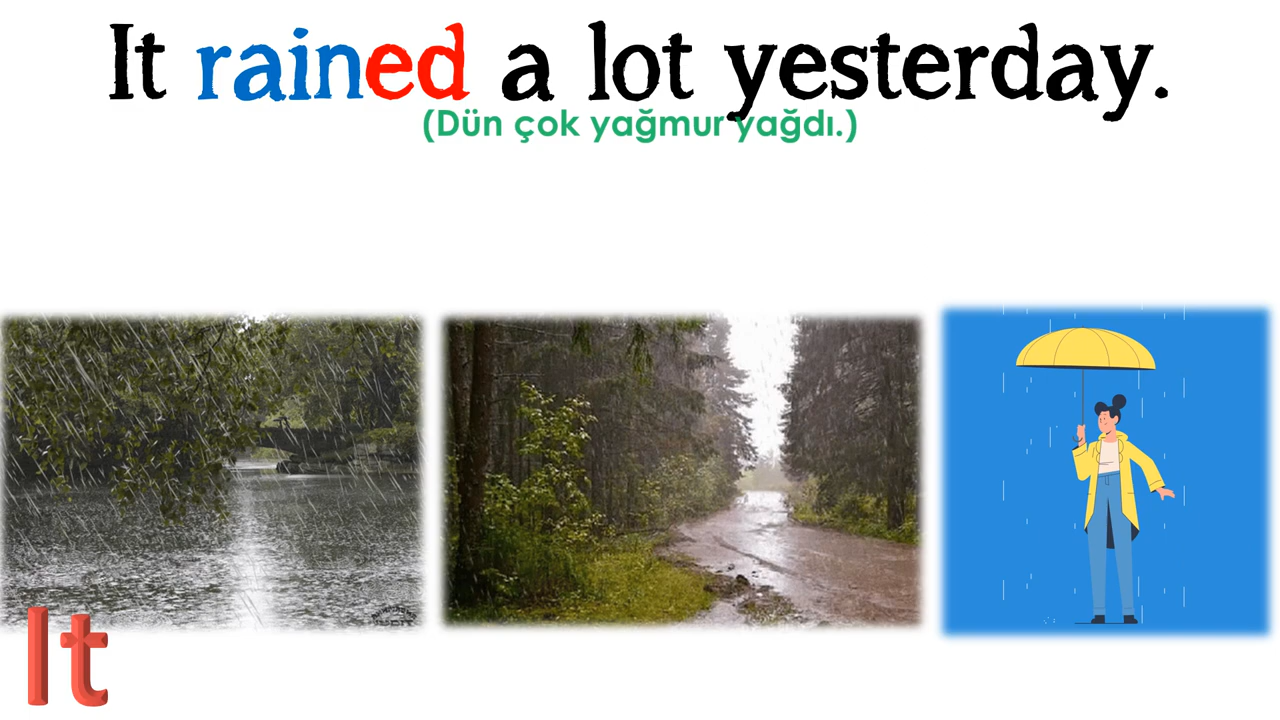 It rained a lot yesterday.
(Dün çok yağmur yağdı.)
It